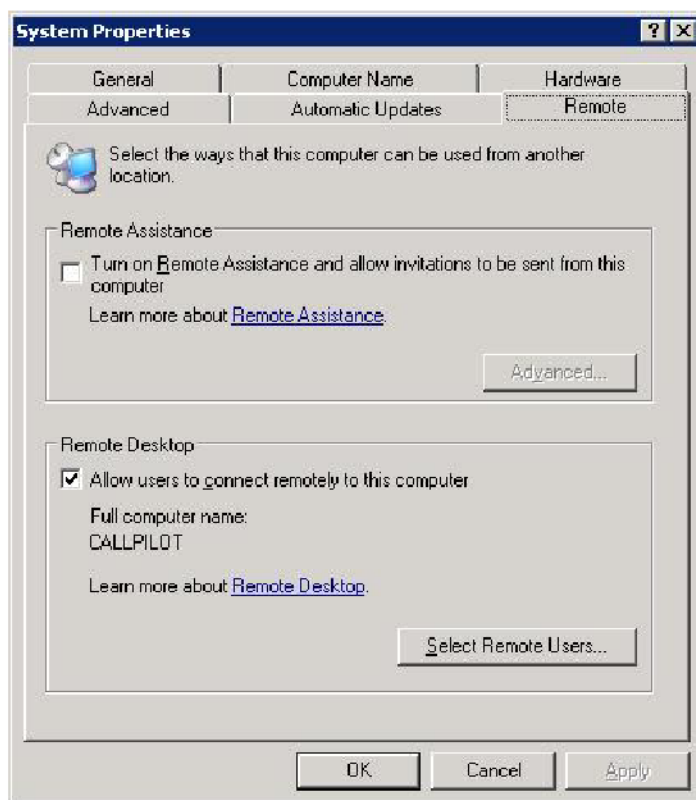 System Properties
General Computer Name Hardware
Advanced Automatic Updates Remote
Select the ways that this computer can be used from another
location.
Remote Assistance
Turn on Remote Assistance and allow invitations to be sent from this
computer
Learn more about Remote Assistance.
Advanced...
Remote Desktop
Allow users to connect remotely to this computer
Full computer name:
CALLPILOT
Learn more about Remote Desktop.
Select Remote Users...
OK Cancel Apply